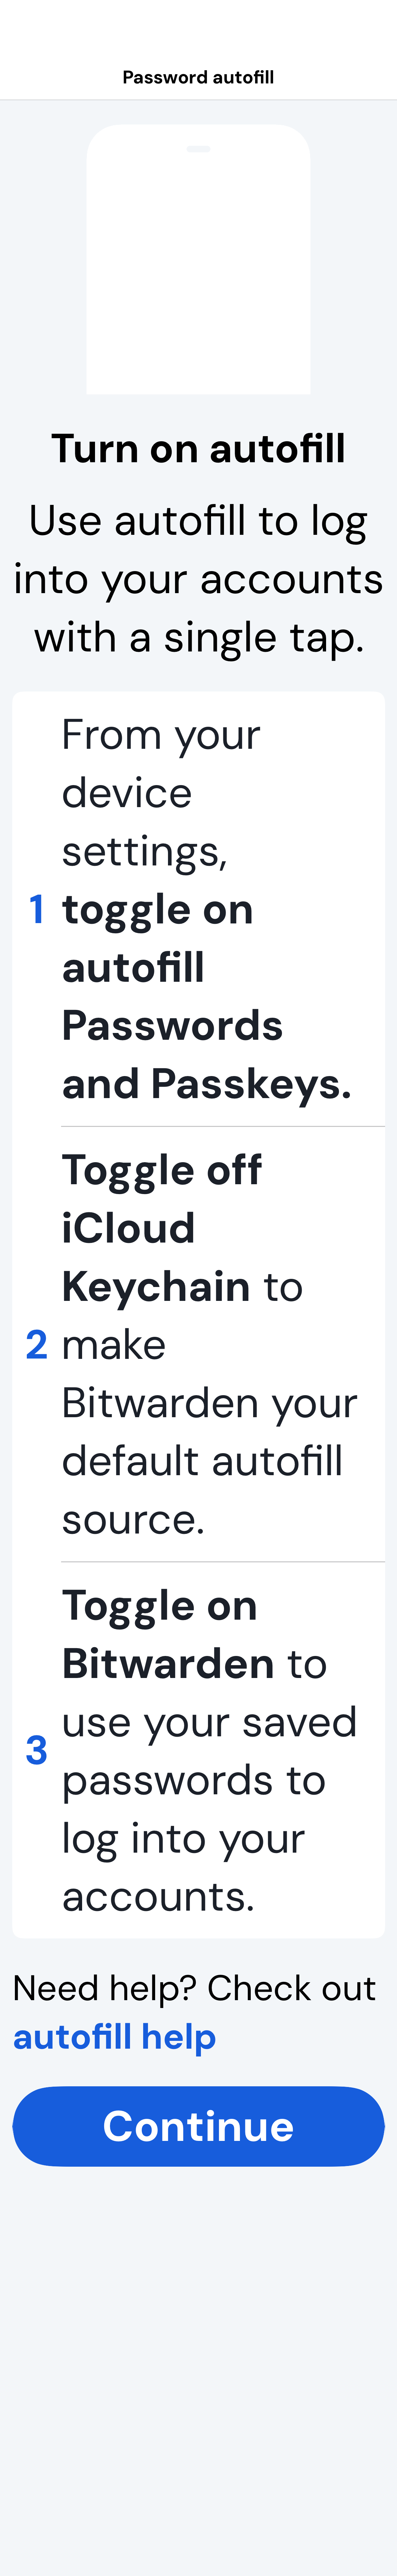 Password autofill
Turn on autofill
Use autofill to log
into your accounts
with a single tap.
From your
device
settings,
1 toggle on
autofill
Passwords
and Passkeys.
Toggle off
iCloud
Keychain to
2 make
Bitwarden your
default autofill
source.
Toggle on
Bitwarden to
use your saved
3 passwords to
log into your
accounts.
Need help? Check out
autofill help
Continue